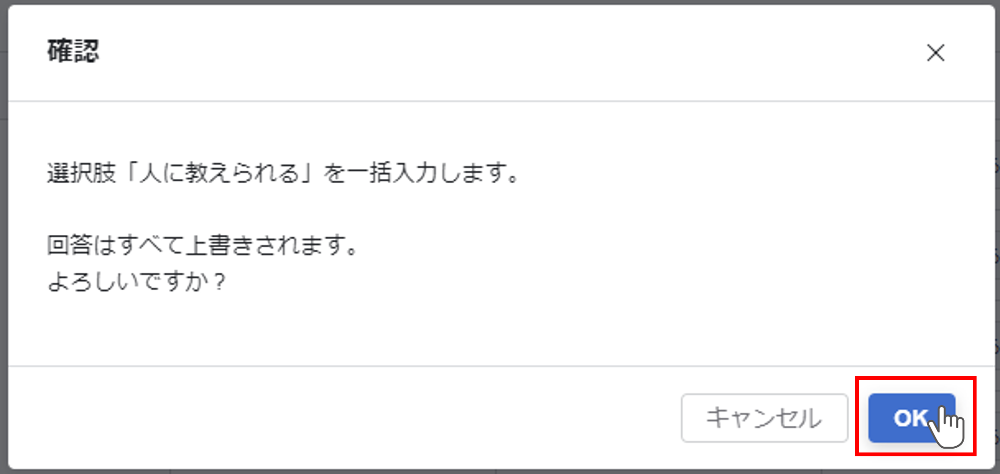 確認
選択肢「人に教えられる」を一括入力します。
回答はすべて上書きされます。
よろしいですか？
キャンセル
OK